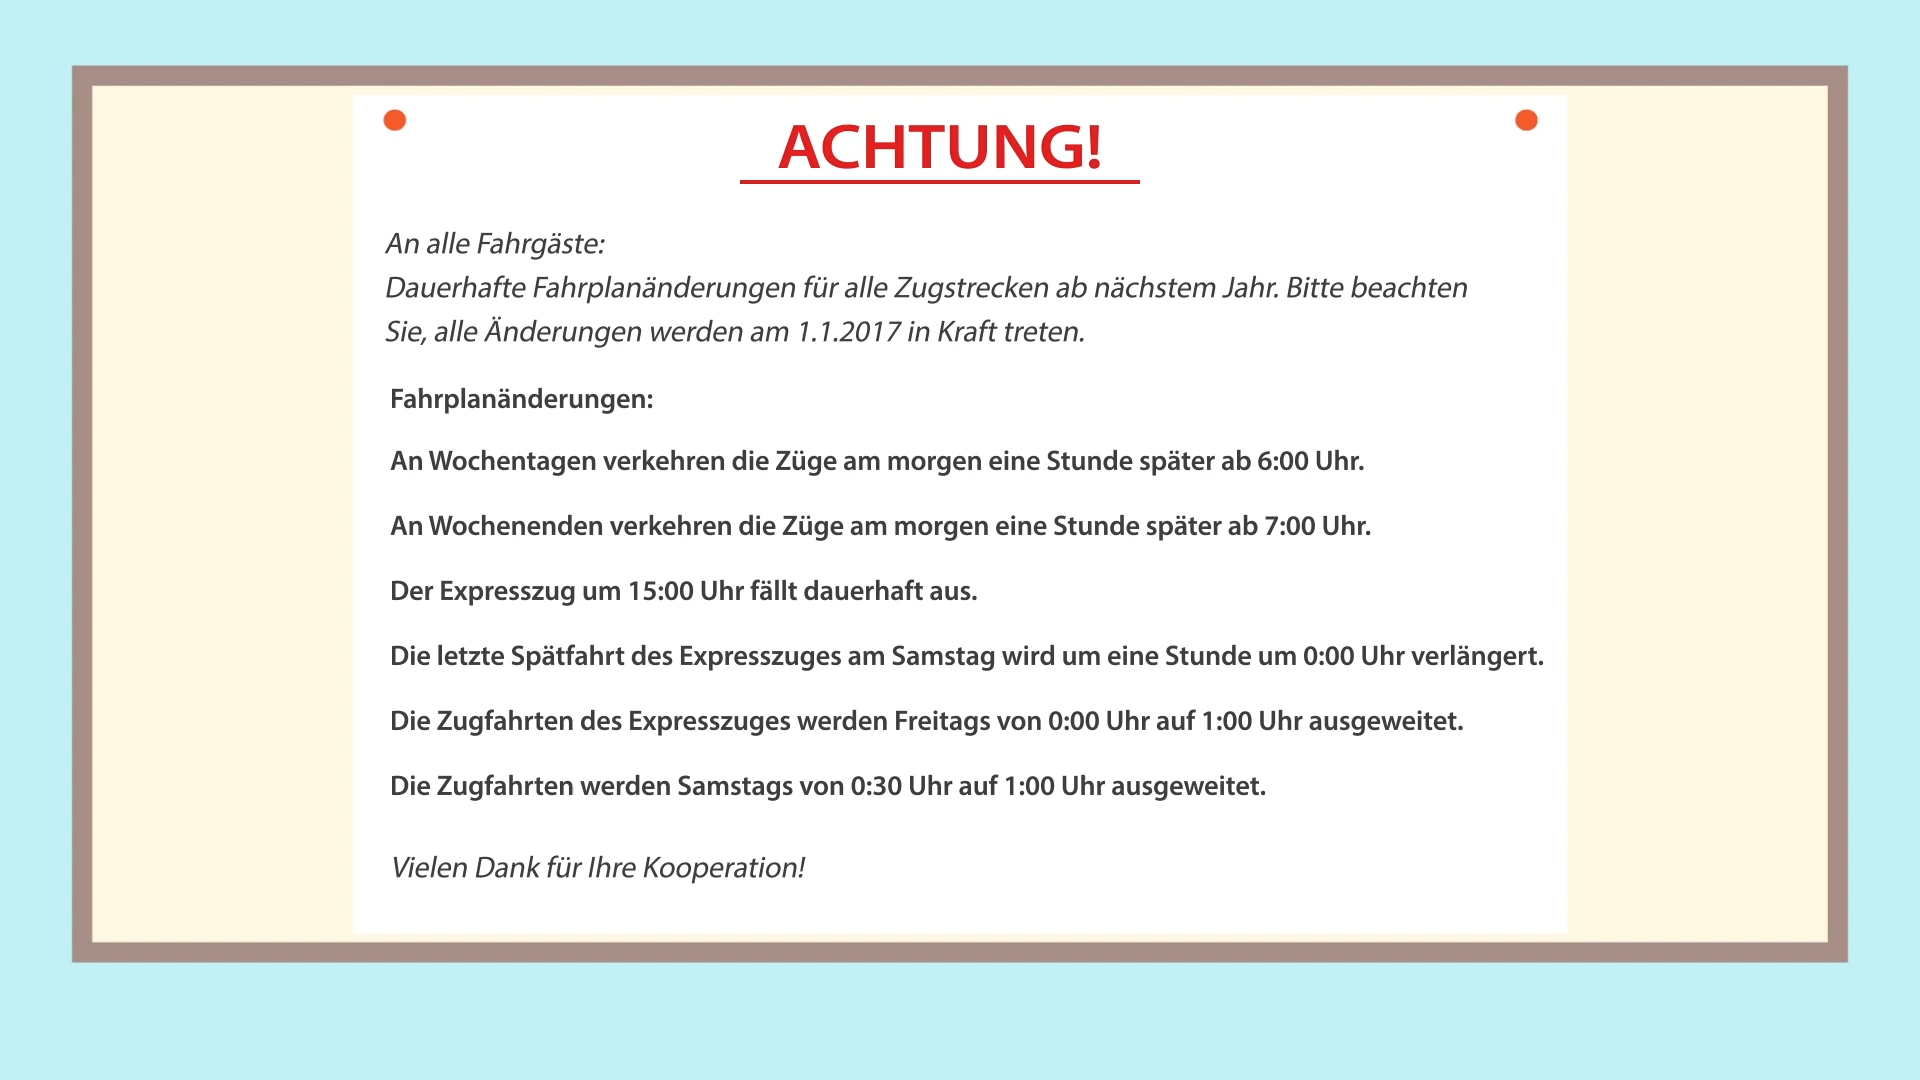 ACHTUNG!
An alle Fahrgäste:
Dauerhafte Fahrplanänderungen für alle Zugstrecken ab nächstem Jahr. Bitte beachten
Sie, alle Änderungen werden am 1.1.2017 in Kraft treten.
Fahrplanänderungen:
An Wochentagen verkehren die Züge am morgen eine Stunde später ab 6:00 Uhr.
An Wochenenden verkehren die Züge am morgen eine Stunde später ab 7:00 Uhr.
Der Expresszug um 15:00 Uhr fällt dauerhaft aus.
Die letzte Spätfahrt des Expresszuges am Samstag wird um eine Stunde um 0:00 Uhr verlängert.
Die Zugfahrten des Expresszuges werden Freitags von 0:00 Uhr auf 1:00 Uhr ausgeweitet.
Die Zugfahrten werden Samstags von 0:30 Uhr auf 1:00 Uhr ausgeweitet.
Vielen Dank für Ihre Kooperation!